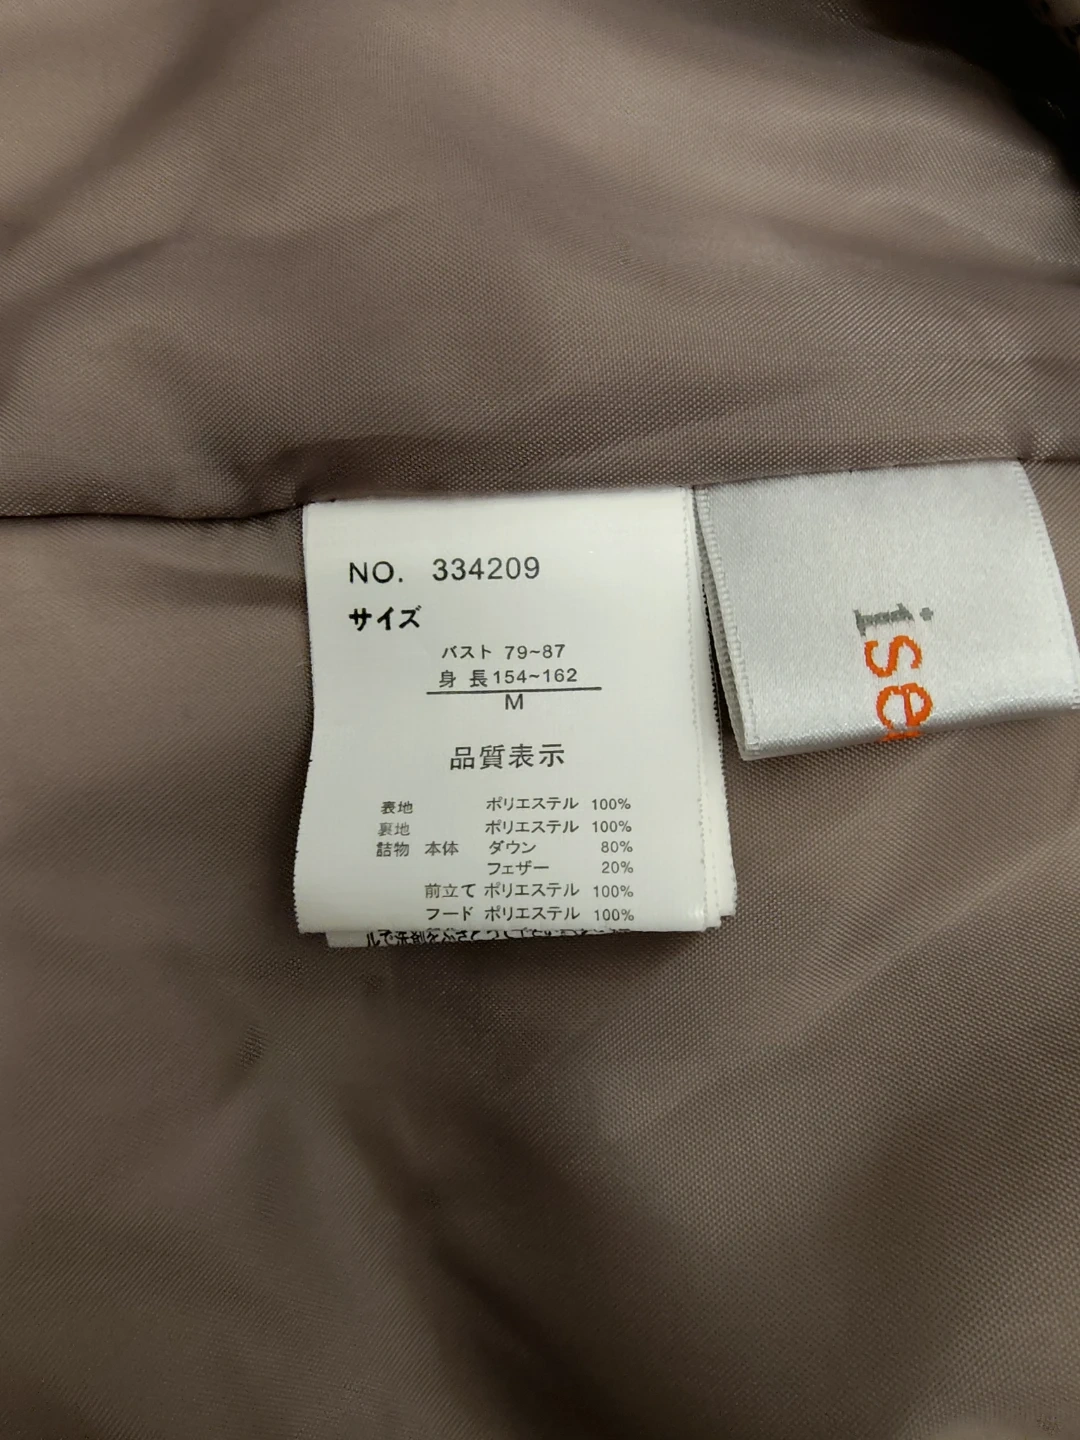 NO. 334209
サイズ
バスト 79~87
身長154~162
M
品質表示
表地 ポリエステル 100%
裏地 ポリエステル 100%
詰物 本体 ダウン 80%
フェザー 20%
前立て ポリエステル 100%
フード ポリエステル 100%